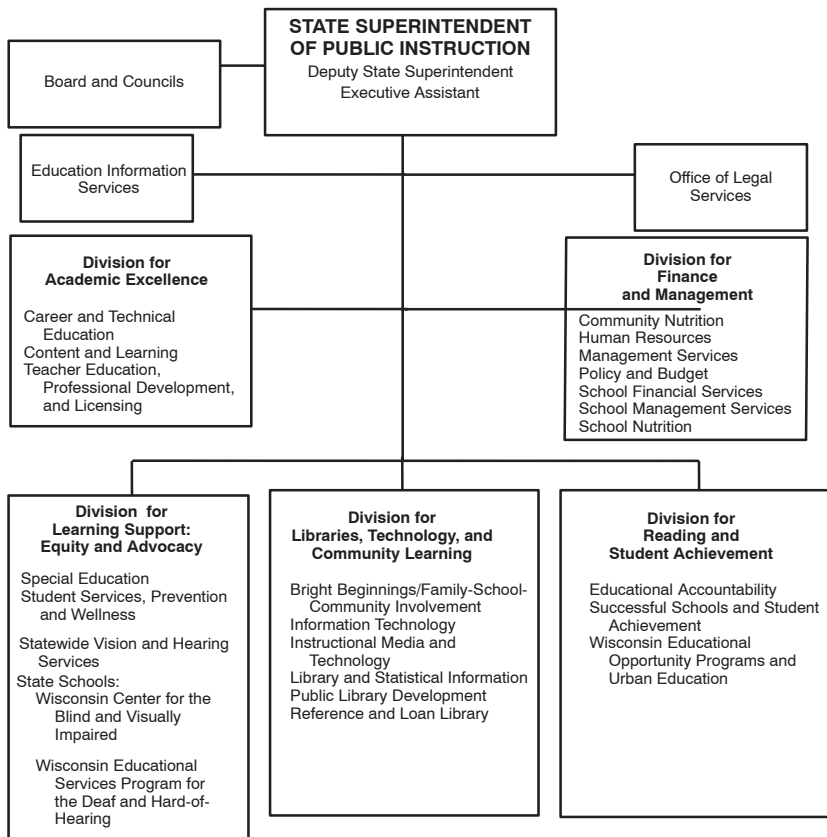 STATE SUPERINTENDENT
OF PUBLIC INSTRUCTION
Deputy State Superintendent
Executive Assistant
Board and Councils
Education Information
Services
Office of Legal
Services
Division for
Academic Excellence
Career and Technical
Education
Content and Learning
Teacher Education,
Professional Development,
and Licensing
Division for
Finance
and Management
Community Nutrition
Human Resources
Management Services
Policy and Budget
School Financial Services
School Management Services
School Nutrition
Division for
Learning Support:
Equity and Advocacy
Special Education
Student Services, Prevention
and Wellness
Statewide Vision and Hearing
Services
State Schools:
Wisconsin Center for the
Blind and Visually
Impaired
Wisconsin Educational
Services Program for
the Deaf and Hard-of-
Hearing
Division for
Libraries, Technology, and
Community Learning
Bright Beginnings/Family-School-
Community Involvement
Information Technology
Instructional Media and
Technology
Library and Statistical Information
Public Library Development
Reference and Loan Library
Division for
Reading and
Student Achievement
Educational Accountability
Successful Schools and Student
Achievement
Wisconsin Educational
Opportunity Programs and
Urban Education